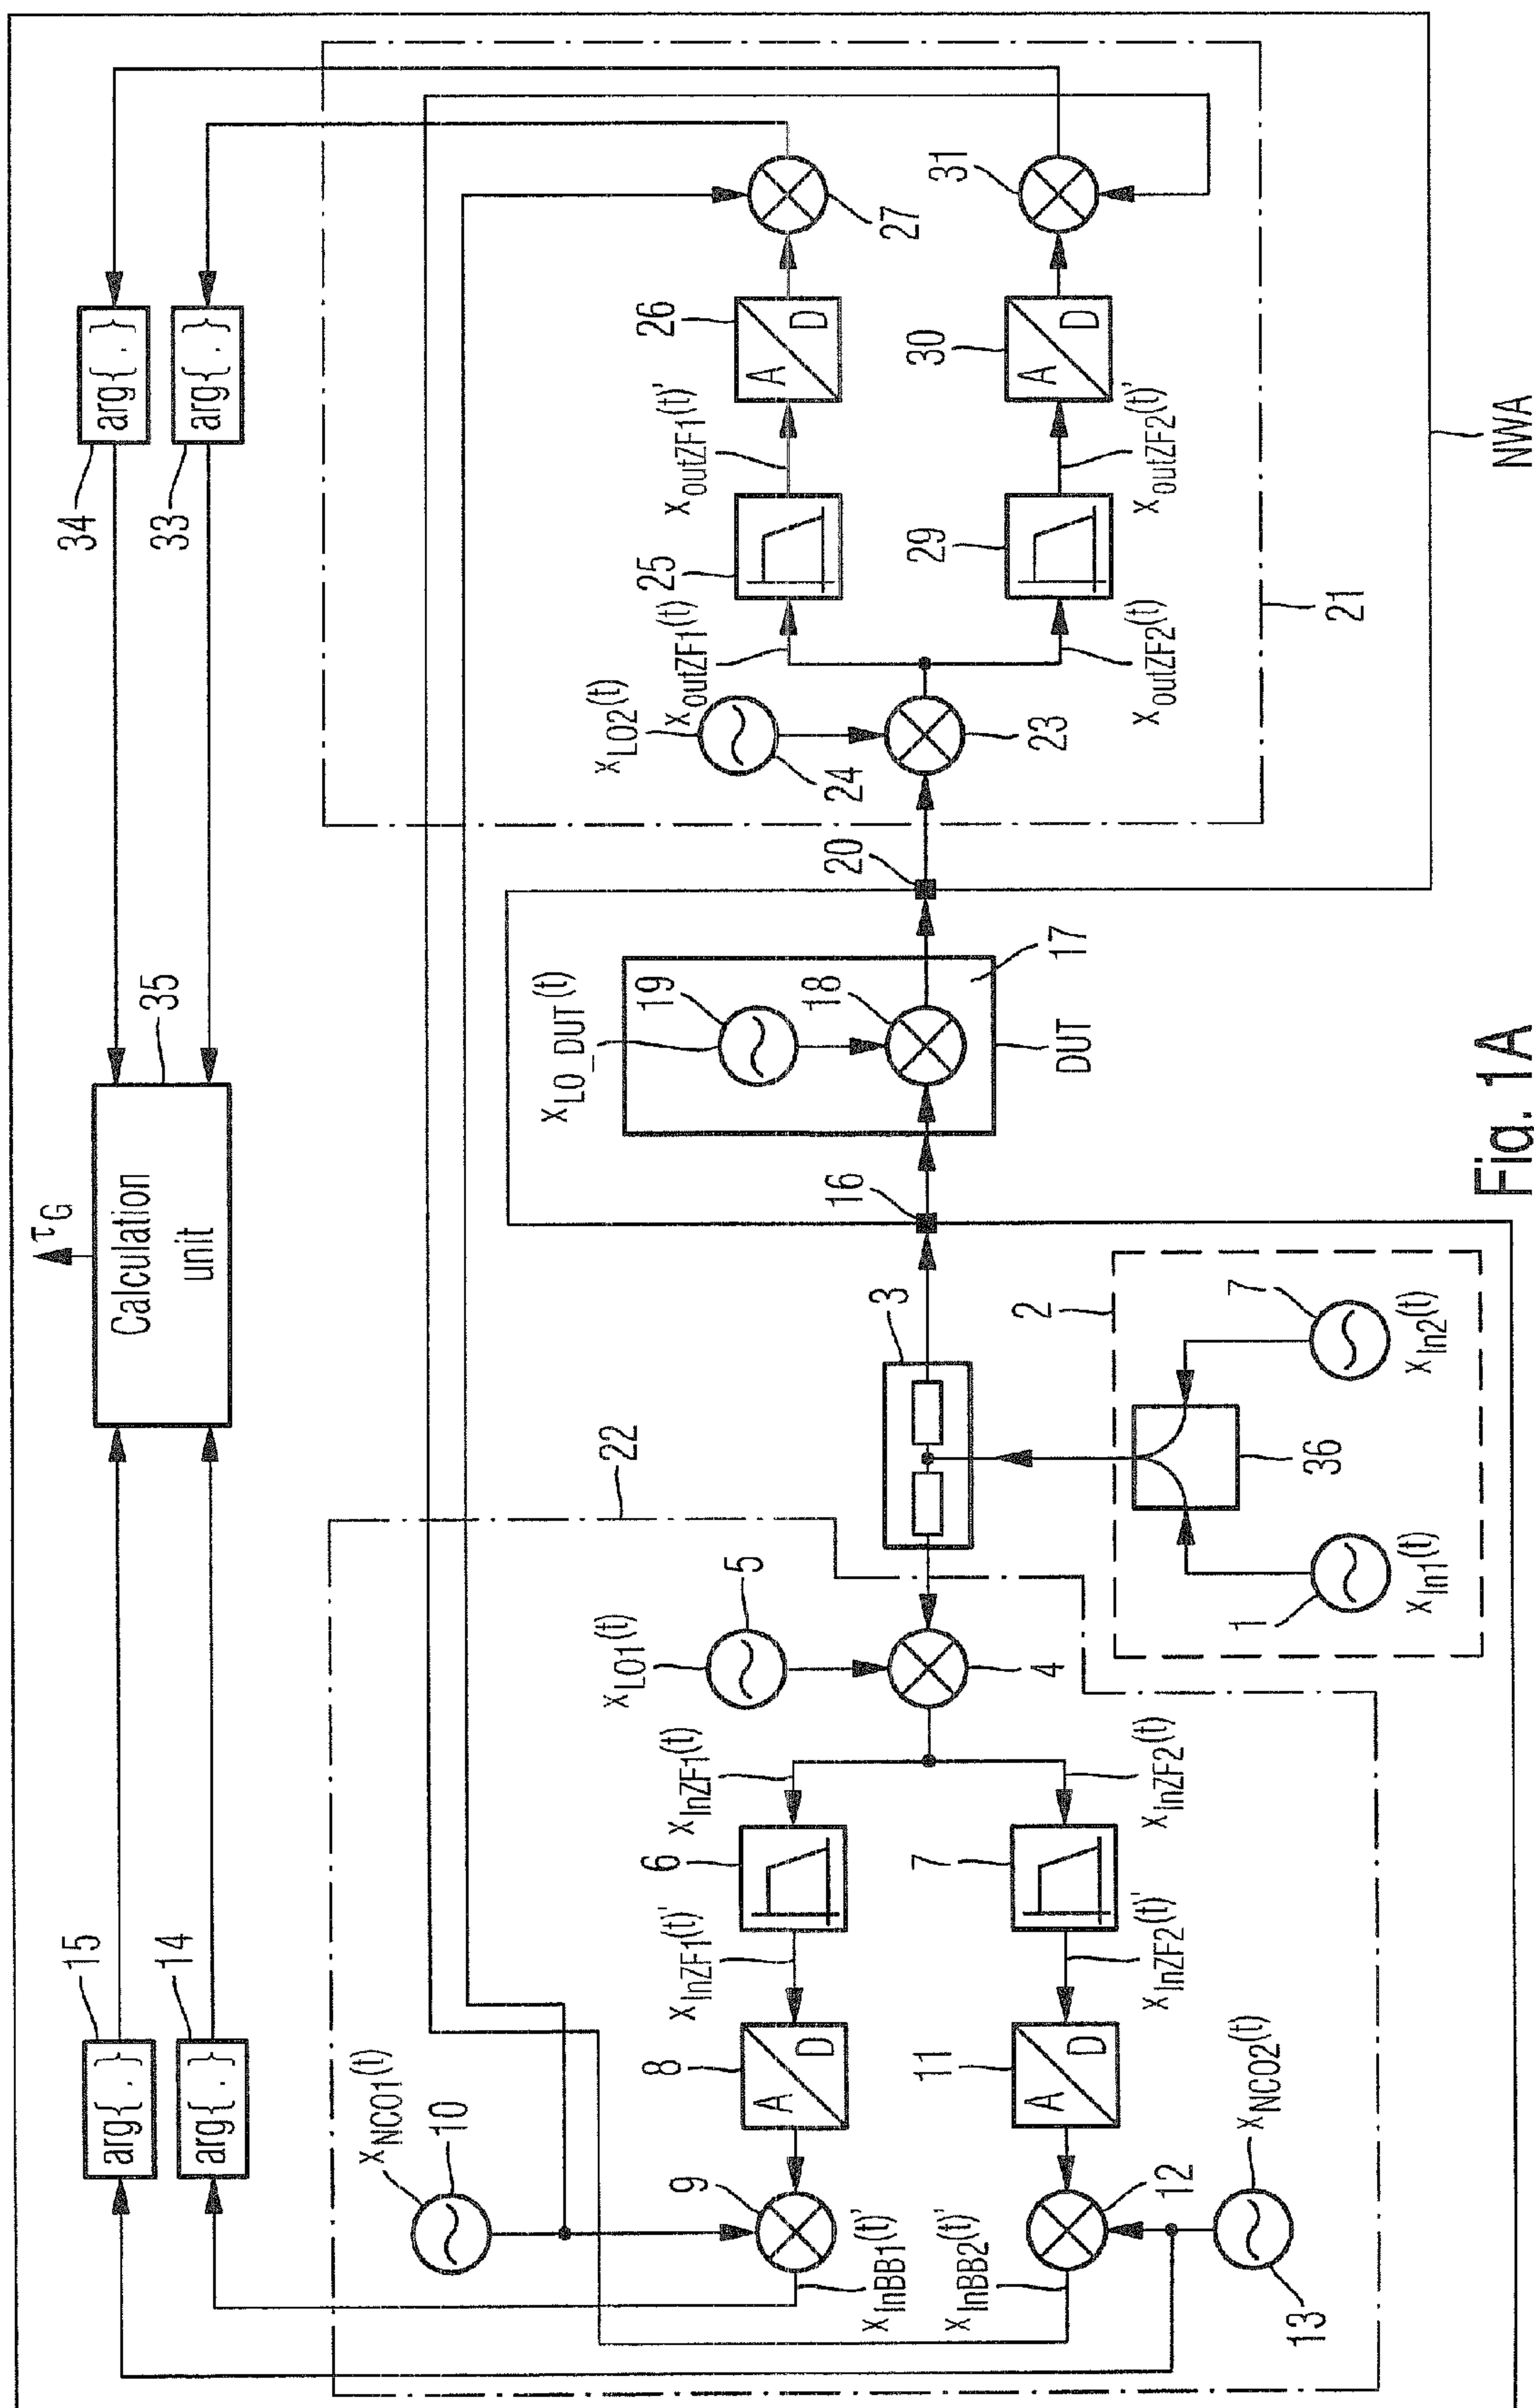 15
arg{ . }
14
arg{ . }
τG
Calculation
unit
35
34
arg{ . }
33
arg{ . }
xNCO1(t)
10
9
xInBB1(t)'
8
A
D
xInZF1(t)'
6
xInZF1(t)
xLO1(t)
5
4
22
xInBB2(t)'
12
11
A
D
xInZF2(t)'
7
xInZF2(t)
13
xNCO2(t)
3
16
2
36
1
xIn1(t)
7
xIn2(t)
xLO_DUT(t)
19
18
17
DUT
20
xLO2(t)
24
23
xoutZF1(t)
25
xoutZF1(t)'
26
A
D
27
xoutZF2(t)
29
xoutZF2(t)'
30
A
D
31
21
NWA
Fig. 1A